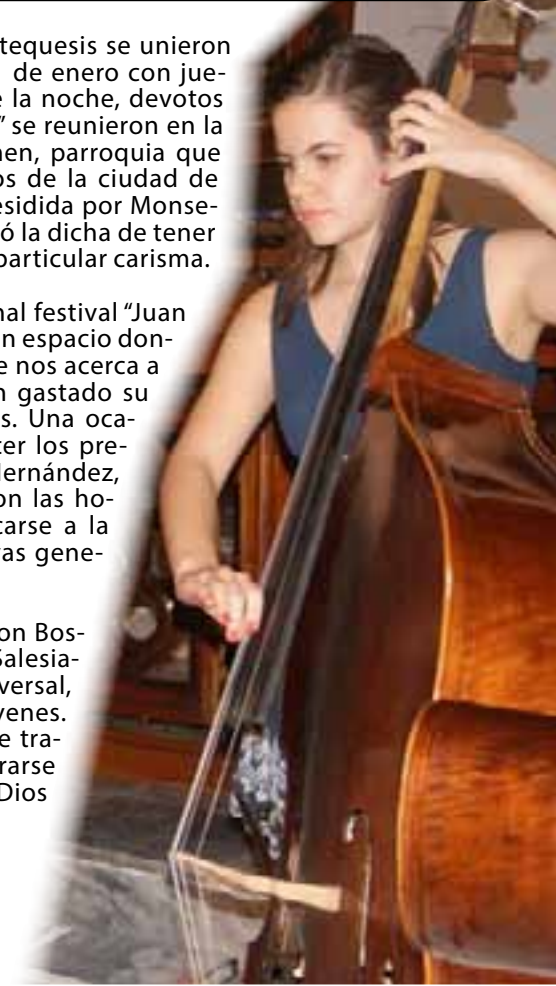 tequesis se unieron
de enero con jue-
e la noche, devotos
” se reunieron en la
men, parroquia que
os de la ciudad de
esidida por Monse-
ó la dicha de tener
particular carisma.
nal festival “Juan
n espacio don-
e nos acerca a
n gastado su
s. Una oca-
cer los pre-
Hernández,
on las ho-
carse a la
vas gene-
on Bos-
Salesia-
versal,
venes.
e tra-
rarse
Dios